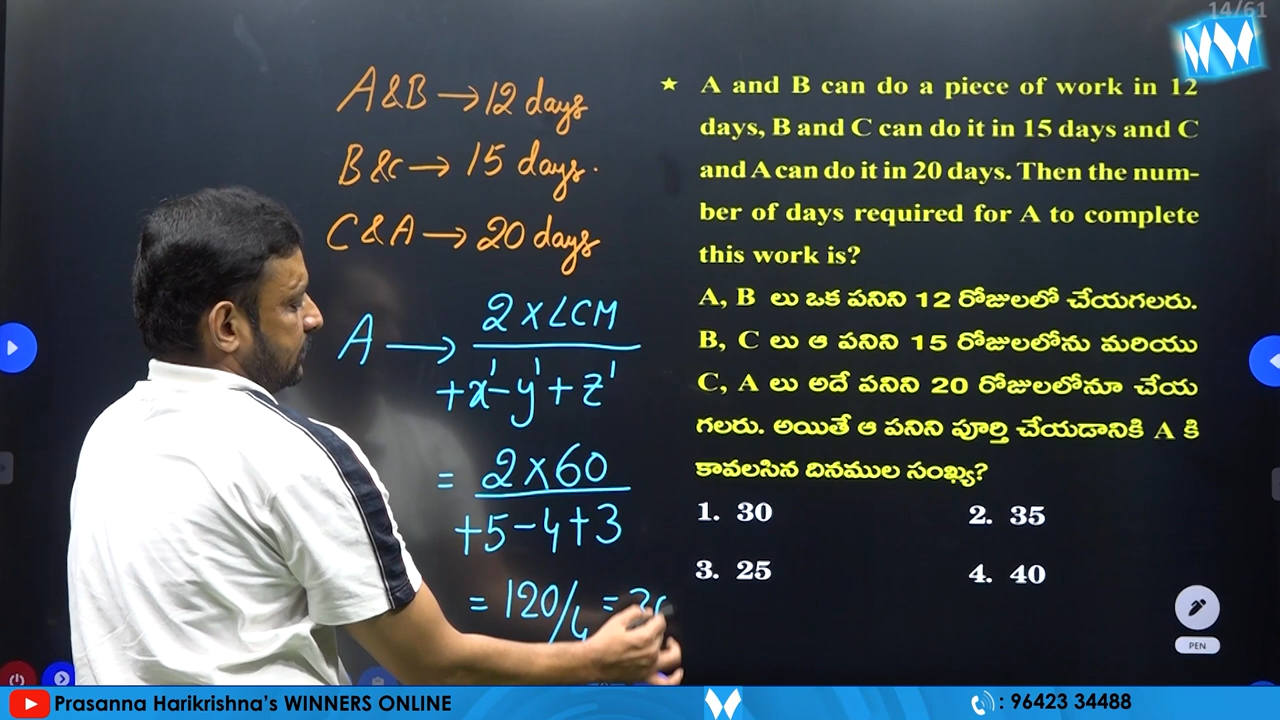 14/61
W
A&B → 12 days
B&C → 15 days.
C&A → 20 days
A → 2 × LCM
+x' - y' + z'
= 2 × 60
+5 - 4 + 3
= 120/4 =
★ A and B can do a piece of work in 12
days, B and C can do it in 15 days and C
and A can do it in 20 days. Then the num-
ber of days required for A to complete
this work is?
A, B లు ఒక పనిని 12 రోజులలో చేయగలరు.
B, C లు ఆ పనిని 15 రోజులలోను మరియు
C, A లు అదే పనిని 20 రోజులలోనూ చేయ
గలరు. అయితే ఆ పనిని పూర్తి చేయడానికి A కి
కావలసిన దినముల సంఖ్య?
1. 30 2. 35
3. 25 4. 40
PEN
Prasanna Harikrishna's WINNERS ONLINE W : 96423 34488